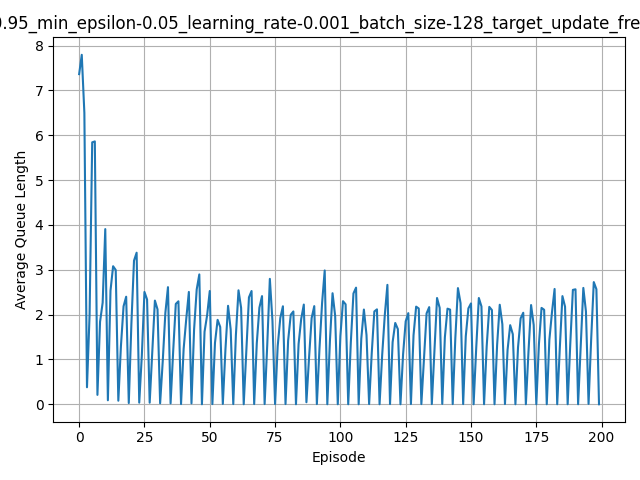 0.95_min_epsilon-0.05_learning_rate-0.001_batch_size-128_target_update_fre
8
7
6
5
4
3
2
1
0
Average Queue Length
0 25 50 75 100 125 150 175 200
Episode